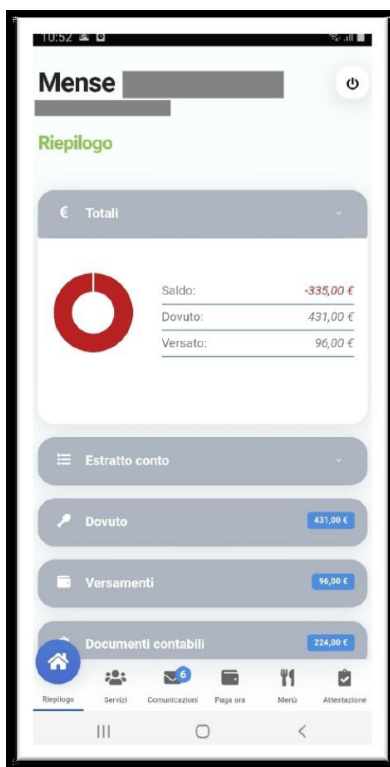 10:52
Mense
Riepilogo
€ Totali
Saldo: -335,00 €
Dovuto: 431,00 €
Versato: 96,00 €
Estratto conto
Dovuto 431,00 €
Versamenti 96,00 €
Documenti contabili 224,00 €
6
Riepilogo Servizi Comunicazioni Paga ora Menù Attestazione